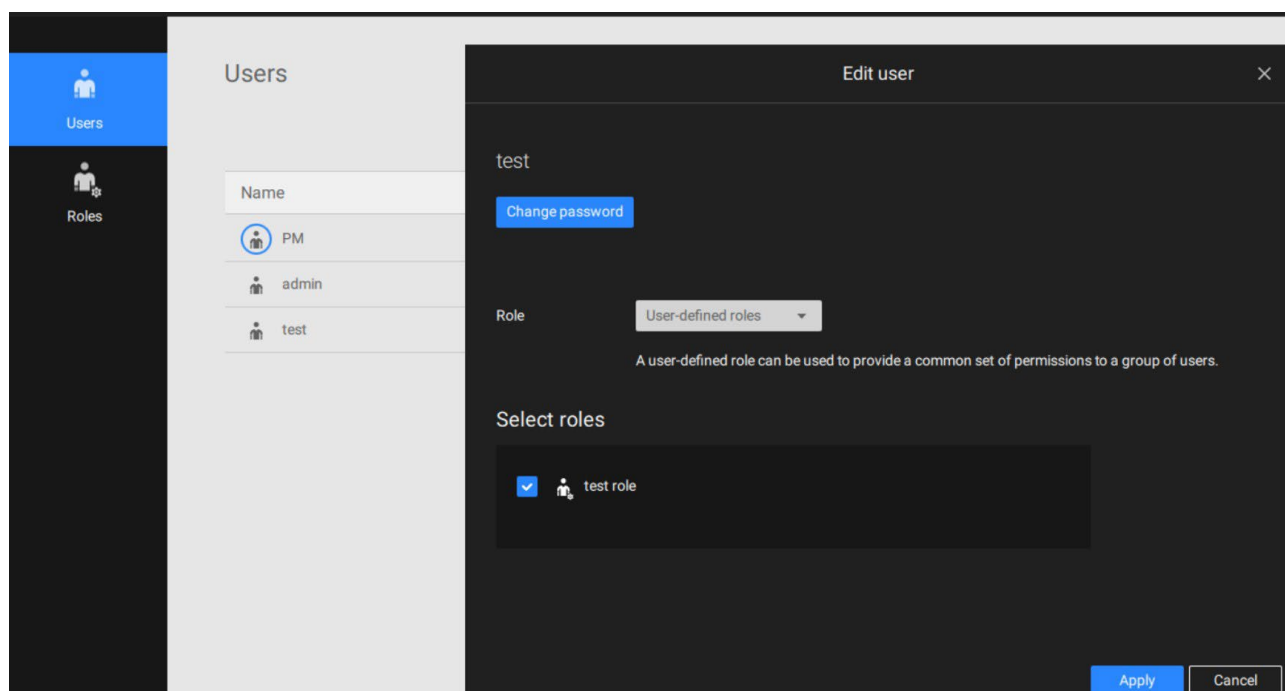 Users
Roles
Users
Name
PM
admin
test
Edit user
test
Change password
Role
User-defined roles
A user-defined role can be used to provide a common set of permissions to a group of users.
Select roles
test role
Apply
Cancel